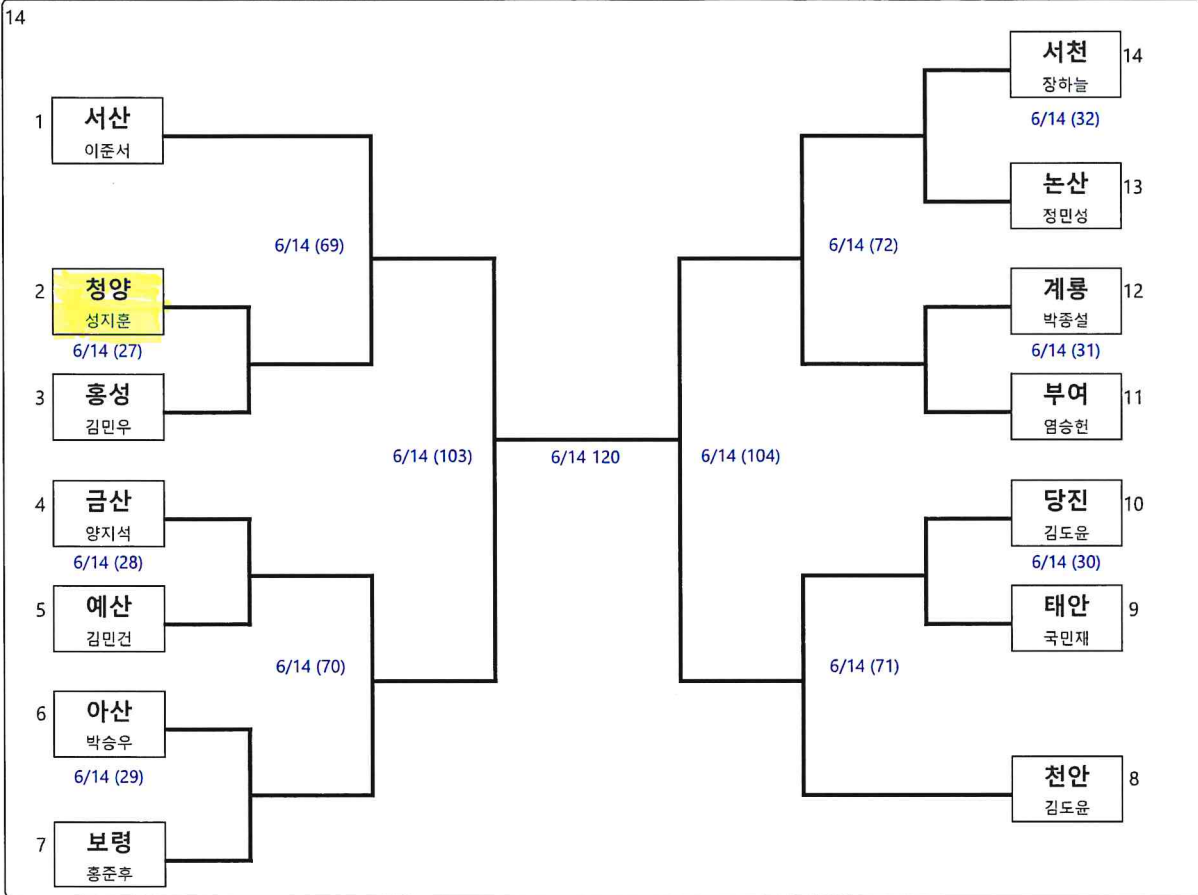 14
1
서산
이준서
6/14 (69)
2
청양
성지훈
6/14 (27)
3
홍성
김민우
6/14 (103)
4
금산
양지석
6/14 (28)
5
예산
김민건
6/14 (70)
6
아산
박승우
6/14 (29)
7
보령
홍준후
6/14 120
서천
14
장하늘
6/14 (32)
논산
13
정민성
6/14 (72)
계룡
12
박종설
6/14 (31)
부여
11
염승헌
6/14 (104)
당진
10
김도윤
6/14 (30)
태안
9
국민재
6/14 (71)
천안
8
김도윤